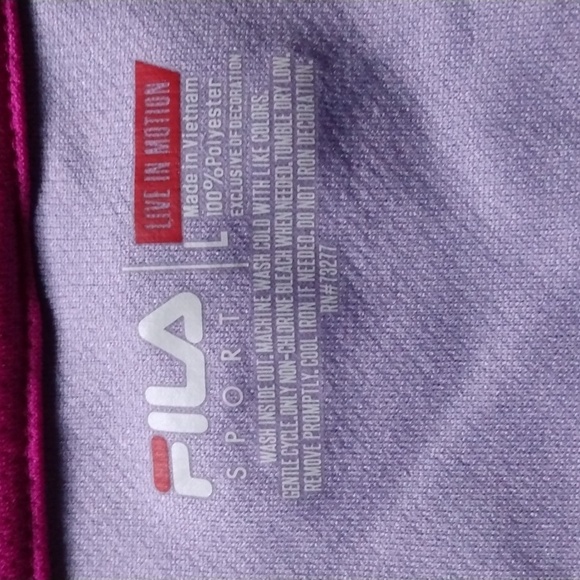 FILA
SPORT
LIVE IN MOTION
L
Made in Vietnam
100% Polyester
EXCLUSIVE OF DECORATION.
WASH INSIDE OUT. MACHINE WASH COLD WITH LIKE COLORS.
GENTLE CYCLE. ONLY NON-CHLORINE BLEACH WHEN NEEDED. TUMBLE DRY LOW.
REMOVE PROMPTLY. COOL IRON IF NEEDED. DO NOT IRON DECORATION.
RN#73277